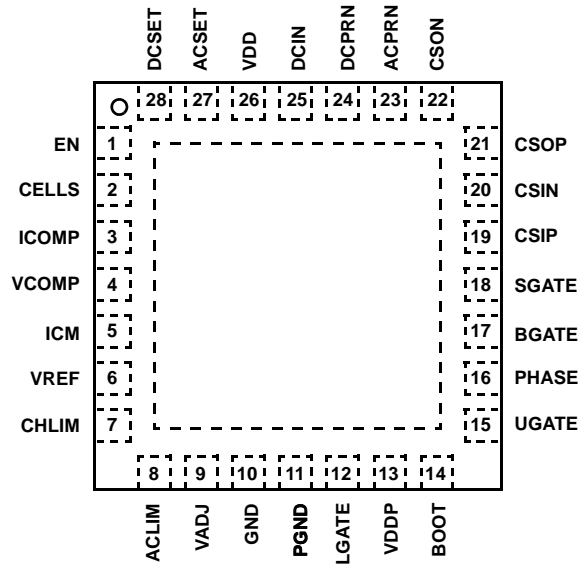 DCSET
ACSET
VDD
DCIN
DCPRN
ACPRN
CSON
28 27 26 25 24 23 22
EN 1
CELLS 2
ICOMP 3
VCOMP 4
ICM 5
VREF 6
CHLIM 7
21 CSOP
20 CSIN
19 CSIP
18 SGATE
17 BGATE
16 PHASE
15 UGATE
8 9 10 11 12 13 14
ACLIM
VADJ
GND
PGND
LGATE
VDDP
BOOT